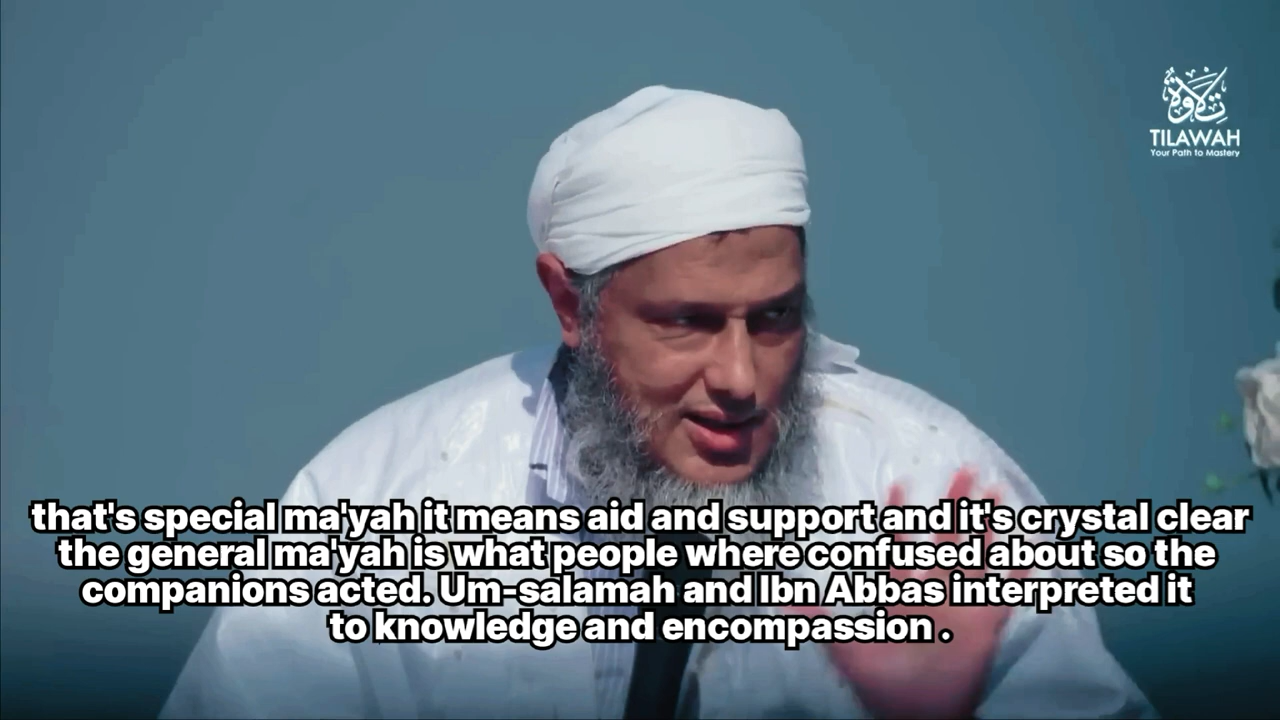 تلاوة
TILAWAH
Your Path to Mastery
that's special ma'yah it means aid and support and it's crystal clear
the general ma'yah is what people where confused about so the
companions acted. Um-salamah and Ibn Abbas interpreted it
to knowledge and encompassion .